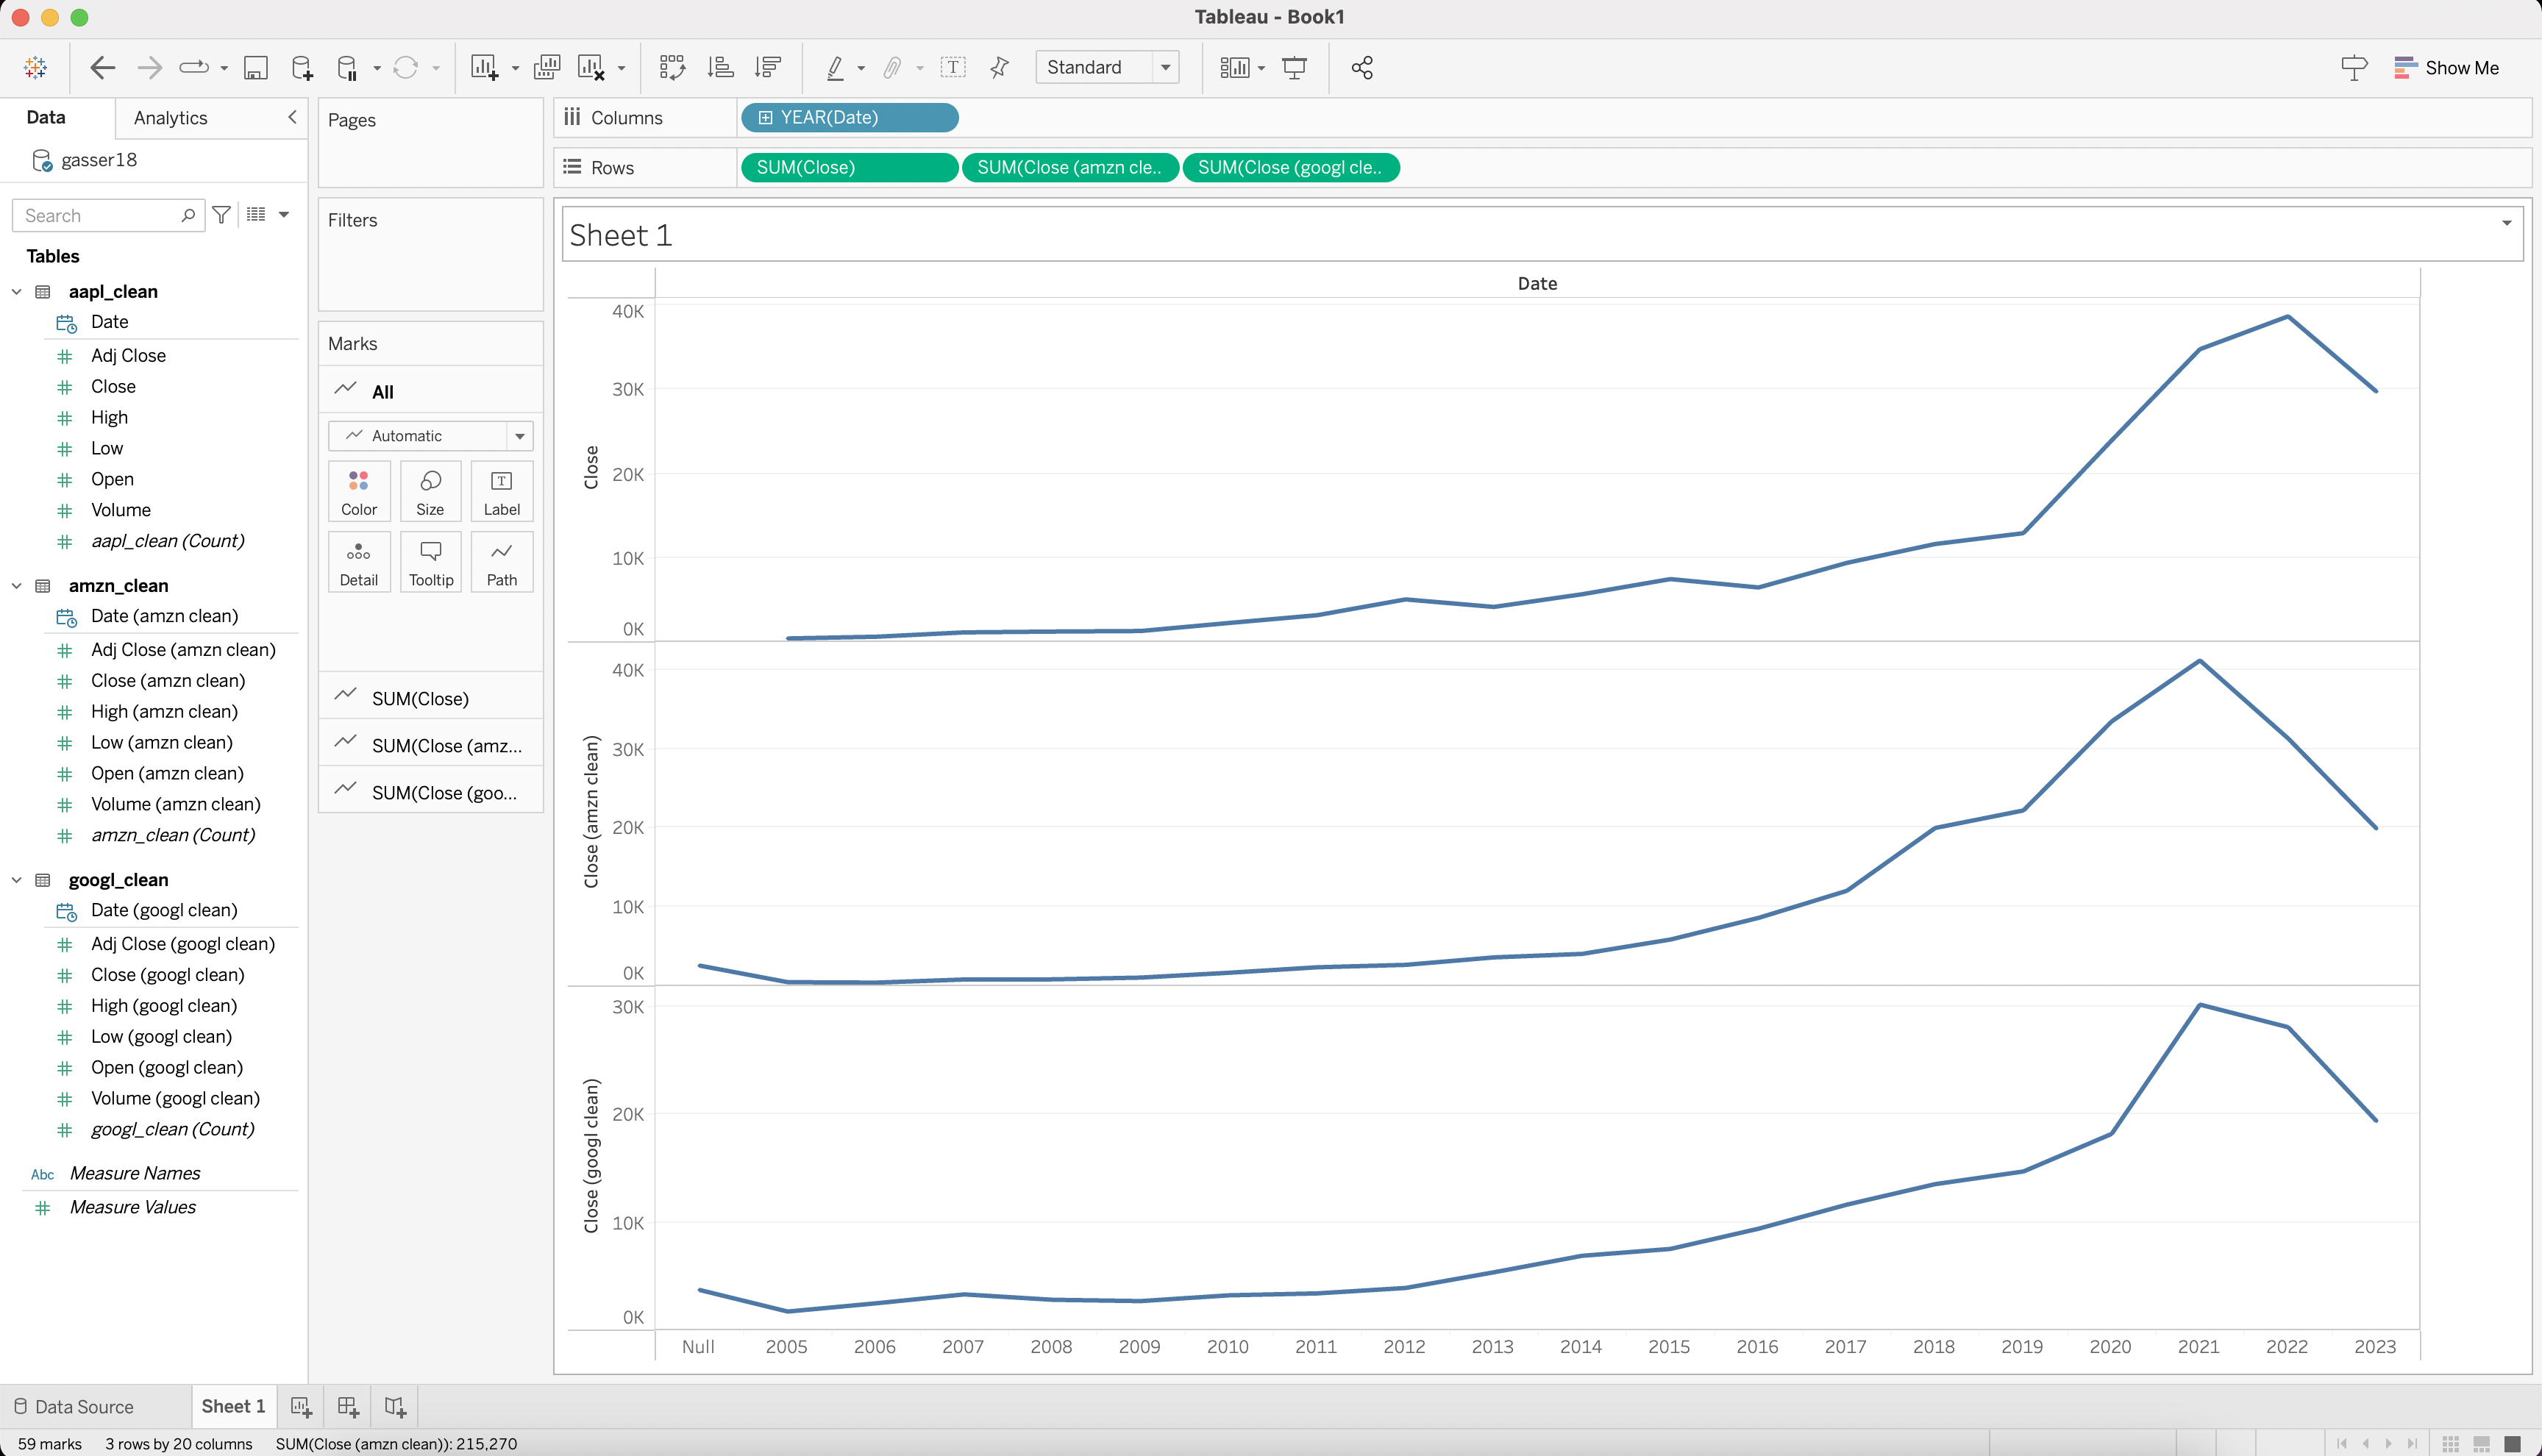 Tableau - Book1
Standard
Show Me
Data
Analytics
gasser18
Search
Tables
aapl_clean
Date
Adj Close
Close
High
Low
Open
Volume
aapl_clean (Count)
amzn_clean
Date (amzn clean)
Adj Close (amzn clean)
Close (amzn clean)
High (amzn clean)
Low (amzn clean)
Open (amzn clean)
Volume (amzn clean)
amzn_clean (Count)
googl_clean
Date (googl clean)
Adj Close (googl clean)
Close (googl clean)
High (googl clean)
Low (googl clean)
Open (googl clean)
Volume (googl clean)
googl_clean (Count)
Abc Measure Names
Measure Values
Pages
Filters
Marks
All
Automatic
Color Size Label
Detail Tooltip Path
SUM(Close)
SUM(Close (amz...
SUM(Close (goo...
Columns YEAR(Date)
Rows SUM(Close) SUM(Close (amzn cle.. SUM(Close (googl cle..
Sheet 1
Date
Close
40K
30K
20K
10K
0K
Close (amzn clean)
40K
30K
20K
10K
0K
Close (googl clean)
30K
20K
10K
0K
Null 2005 2006 2007 2008 2009 2010 2011 2012 2013 2014 2015 2016 2017 2018 2019 2020 2021 2022 2023
Data Source Sheet 1
59 marks 3 rows by 20 columns SUM(Close (amzn clean)): 215,270